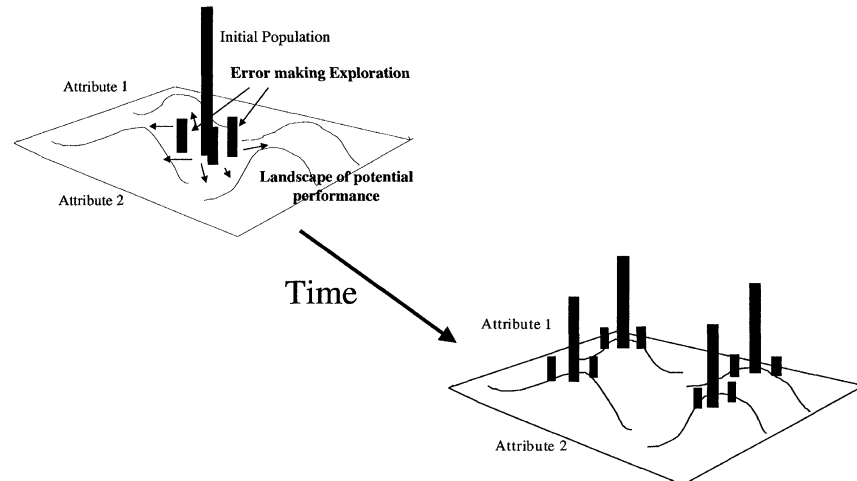 Initial Population
Error making Exploration
Attribute 1
Landscape of potential
performance
Attribute 2
Time
Attribute 1
Attribute 2